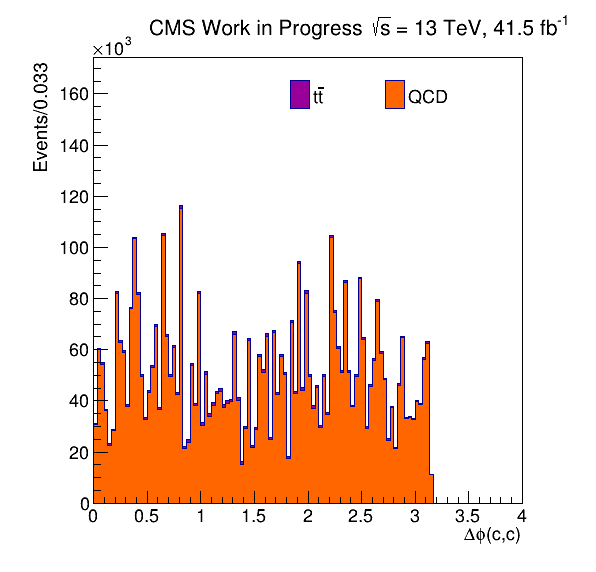 CMS Work in Progress √s = 13 TeV, 41.5 fb⁻¹
×10³
Events/0.033
tt̄
QCD
160
140
120
100
80
60
40
20
0
0 0.5 1 1.5 2 2.5 3 3.5 4
Δϕ(c,c)